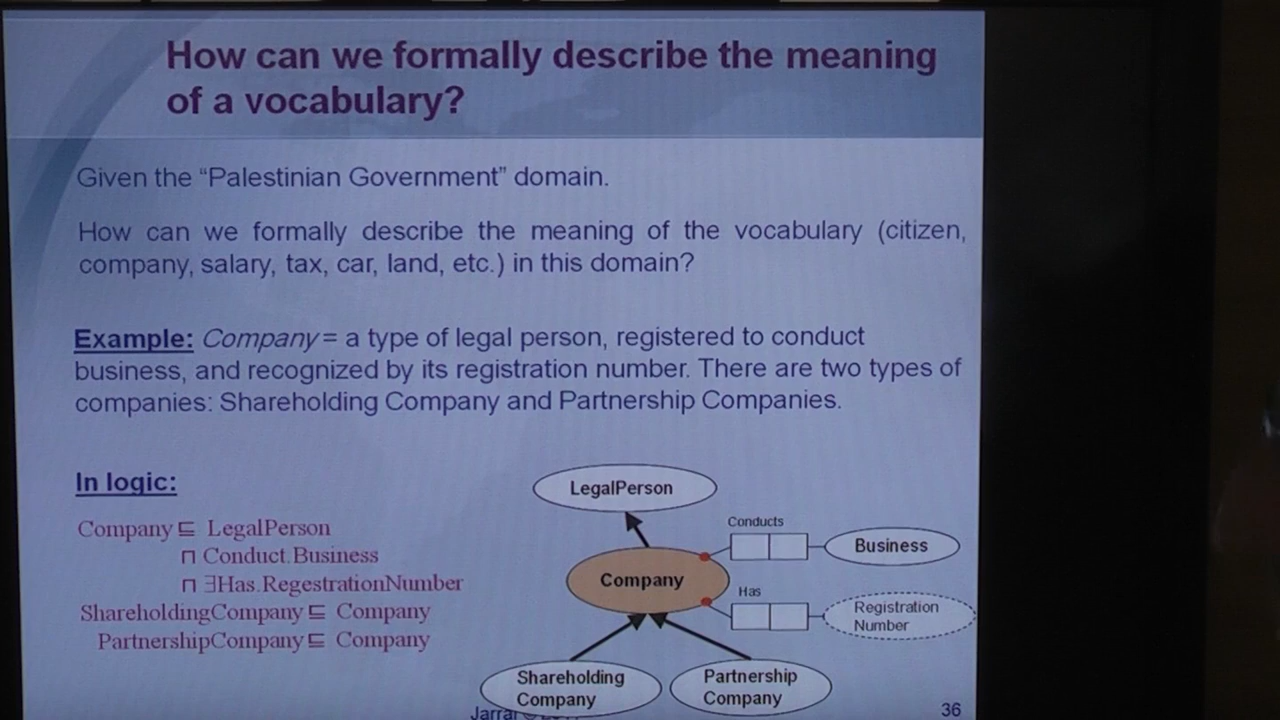 How can we formally describe the meaning
of a vocabulary?
Given the “Palestinian Government” domain.
How can we formally describe the meaning of the vocabulary (citizen,
company, salary, tax, car, land, etc.) in this domain?
Example: Company= a type of legal person, registered to conduct
business, and recognized by its registration number. There are two types of
companies: Shareholding Company and Partnership Companies.
In logic:
Company ⊑ LegalPerson
⊓ Conduct.Business
⊓ ∃Has.RegestrationNumber
ShareholdingCompany ⊑ Company
PartnershipCompany ⊑ Company
LegalPerson
Conducts
Business
Company
Has
Registration
Number
Shareholding
Company
Partnership
Company
Jarrar ©
36